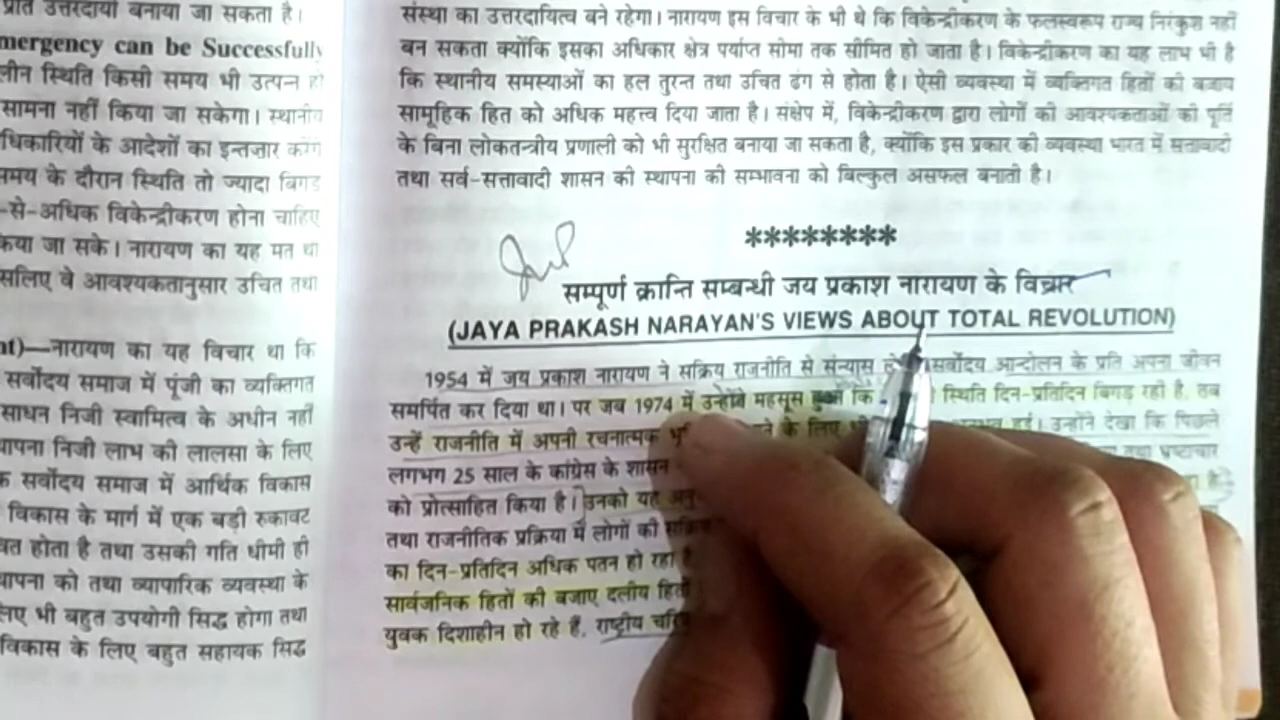 प्रति उत्तरदायी बनाया जा सकता है।
mergency can be Successfully
लीन स्थिति किसी समय भी उत्पन्न हो
सामना नहीं किया जा सकेगा। स्थानीय
धिकारियों के आदेशों का इन्तजार करेंगे
समय के दौरान स्थिति तो ज्यादा बिगड़
-से-अधिक विकेन्द्रीकरण होना चाहिए
किया जा सके। नारायण का यह मत था
सलिए वे आवश्यकतानुसार उचित तथा
nt)—नारायण का यह विचार था कि
सर्वोदय समाज में पूंजी का व्यक्तिगत
साधन निजी स्वामित्व के अधीन नहीं
थापना निजी लाभ की लालसा के लिए
क सर्वोदय समाज में आर्थिक विकास
विकास के मार्ग में एक बड़ी रुकावट
होता है तथा उसकी गति धीमी ही
थापना को तथा व्यापारिक व्यवस्था के
लिए भी बहुत उपयोगी सिद्ध होगा तथा
विकास के लिए बहुत सहायक सिद्ध
संस्था का उत्तरदायित्व बने रहेगा। नारायण इस विचार के भी थे कि विकेन्द्रीकरण के फलस्वरूप राज्य निरंकुश नहीं
बन सकता क्योंकि इसका अधिकार क्षेत्र पर्याप्त सीमा तक सीमित हो जाता है। विकेन्द्रीकरण का यह लाभ भी है
कि स्थानीय समस्याओं का हल तुरन्त तथा उचित ढंग से होता है। ऐसी व्यवस्था में व्यक्तिगत हितों की बजाय
सामूहिक हित को अधिक महत्त्व दिया जाता है। संक्षेप में, विकेन्द्रीकरण द्वारा लोगों की आवश्यकताओं की पूर्ति
के बिना लोकतन्त्रीय प्रणाली को भी सुरक्षित बनाया जा सकता है, क्योंकि इस प्रकार की व्यवस्था भारत में सत्तावादी
तथा सर्व-सत्तावादी शासन की स्थापना की सम्भावना को बिल्कुल असफल बनाती है।
********
सम्पूर्ण क्रान्ति सम्बन्धी जय प्रकाश नारायण के विचार
(JAYA PRAKASH NARAYAN'S VIEWS ABOUT TOTAL REVOLUTION)
1954 में जय प्रकाश नारायण ने सक्रिय राजनीति से संन्यास सर्वोदय आन्दोलन के प्रति अपना जीवन
समर्पित कर दिया था। पर जब 1974 में उन्होंने महसूस हुआ कि स्थिति दिन-प्रतिदिन बिगड़ रही है, तब
उन्हें राजनीति में अपनी रचनात्मक के लिए हुई। उन्होंने देखा कि पिछले
लगभग 25 साल के कांग्रेस के शासन तथा भ्रष्टाचार
को प्रोत्साहित किया है। उनको यह
तथा राजनीतिक प्रक्रिया में लोगों की
का दिन-प्रतिदिन अधिक पतन हो रहा
सार्वजनिक हितों की बजाए दलीय हितों
युवक दिशाहीन हो रहे हैं, राष्ट्रीय